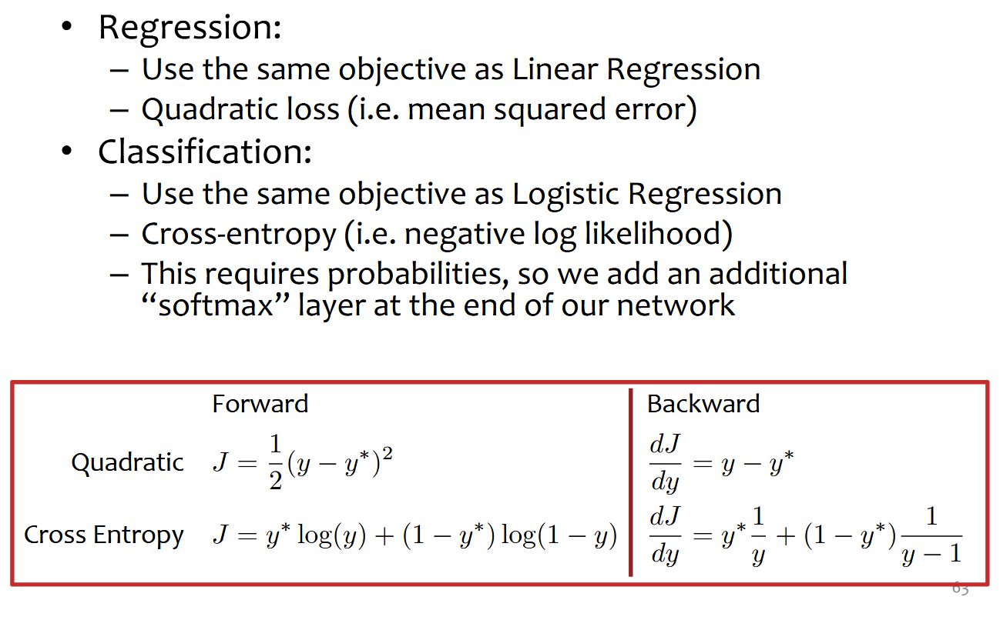 • Regression:
– Use the same objective as Linear Regression
– Quadratic loss (i.e. mean squared error)
• Classification:
– Use the same objective as Logistic Regression
– Cross-entropy (i.e. negative log likelihood)
– This requires probabilities, so we add an additional
“softmax” layer at the end of our network
Forward Backward
Quadratic J = \frac{1}{2}(y − y^*)^2 \frac{dJ}{dy} = y − y^*
Cross Entropy J = y^* log(y) + (1 − y^*) log(1 − y) \frac{dJ}{dy} = y^* \frac{1}{y} + (1 − y^*) \frac{1}{y − 1}
63